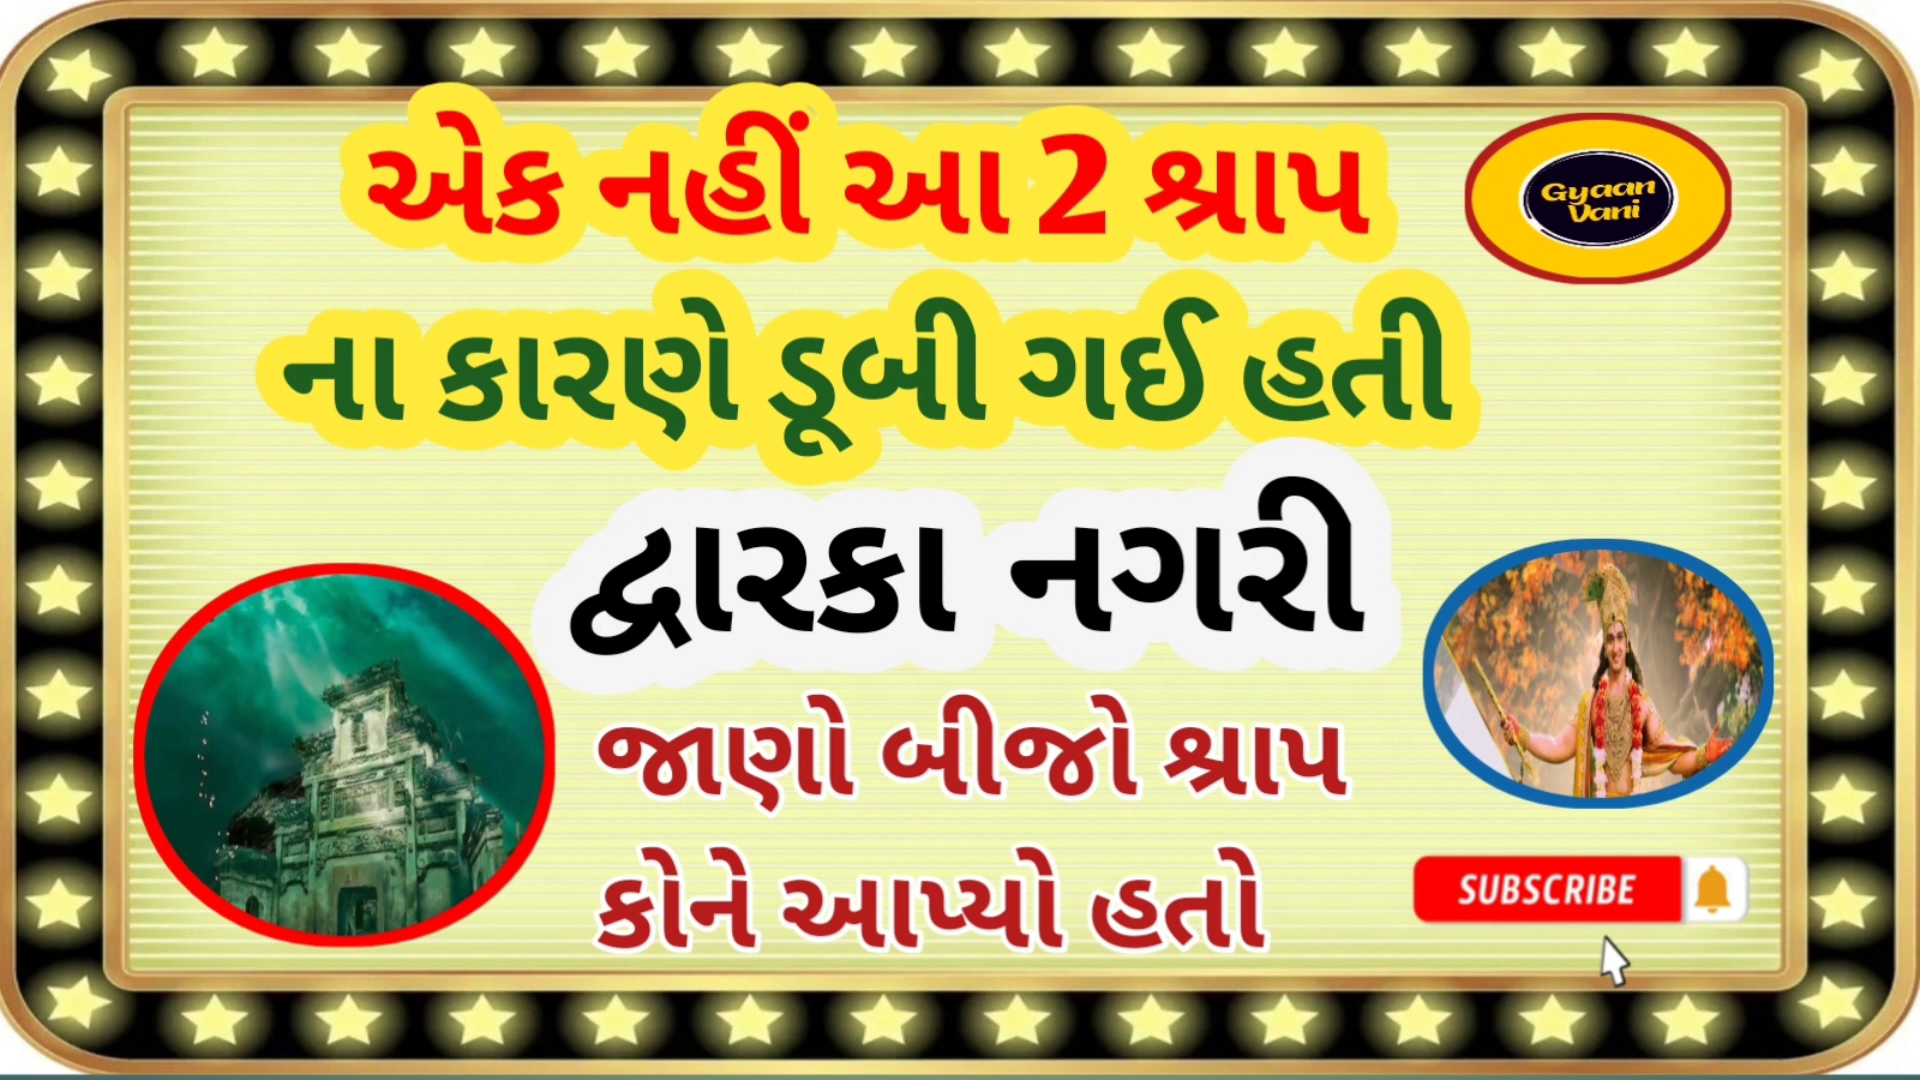 એક નહીં આ 2 શ્રાપ
Gyaan
Vani
ના કારણે ડૂબી ગઈ હતી
દ્વારકા નગરી
જાણો બીજો શ્રાપ
કોને આપ્યો હતો
SUBSCRIBE